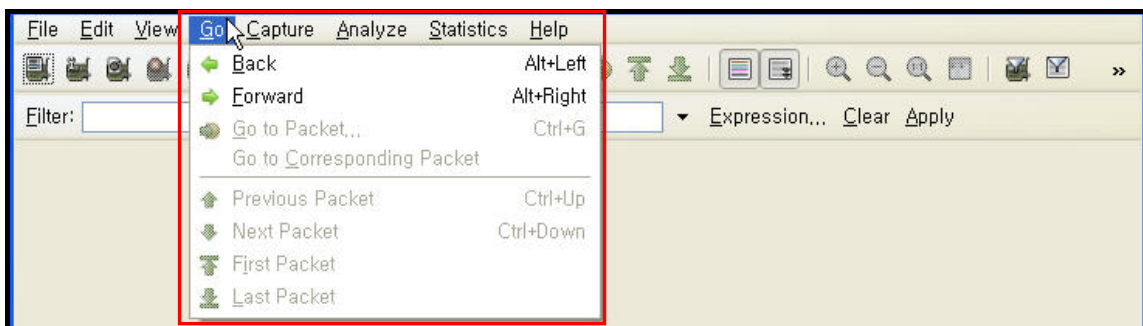 File Edit View Go Capture Analyze Statistics Help
Back Alt+Left
Forward Alt+Right
Go to Packet... Ctrl+G
Go to Corresponding Packet
Previous Packet Ctrl+Up
Next Packet Ctrl+Down
First Packet
Last Packet
Filter: Expression... Clear Apply